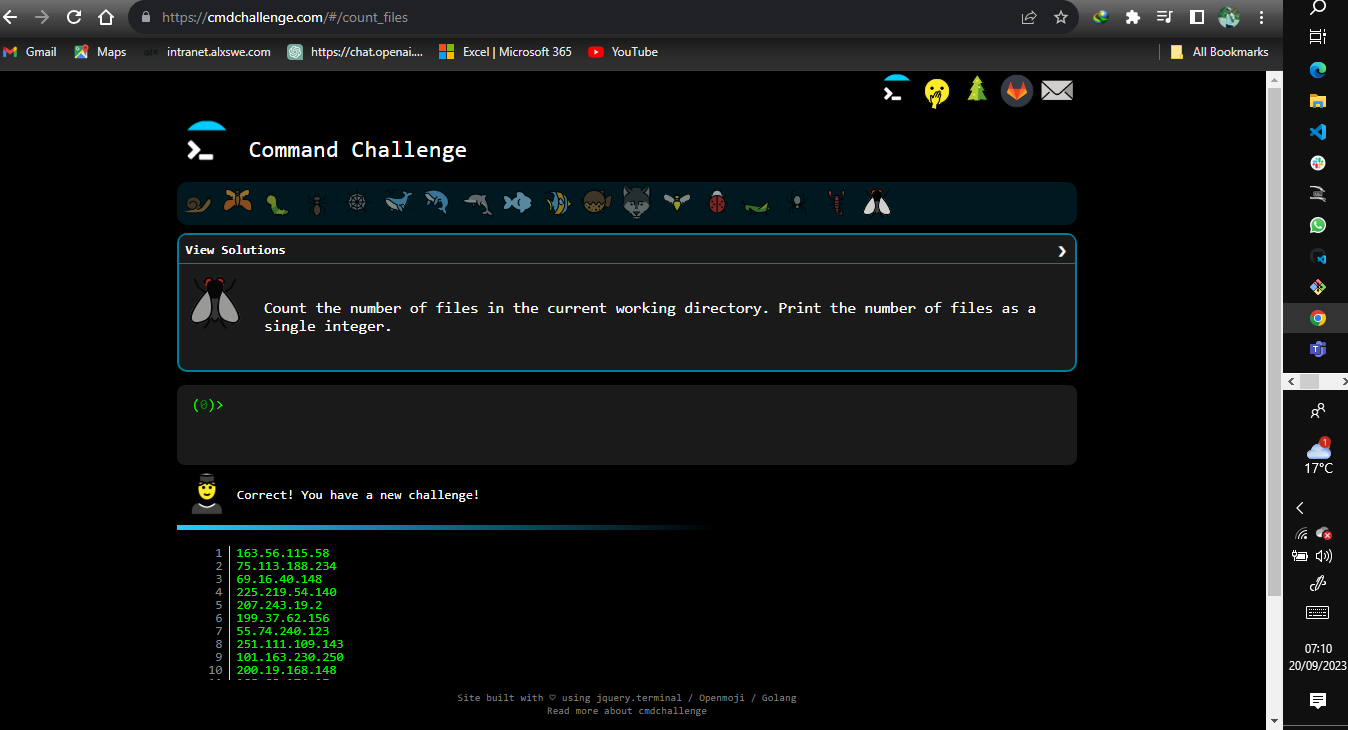 https://cmdchallenge.com/#/count_files
Gmail
Maps
intranet.alxswe.com
https://chat.openai....
Excel | Microsoft 365
YouTube
All Bookmarks
Command Challenge
View Solutions
Count the number of files in the current working directory. Print the number of files as a
single integer.
(0)>
Correct! You have a new challenge!
1 163.56.115.58
2 75.113.188.234
3 69.16.40.148
4 225.219.54.140
5 207.243.19.2
6 199.37.62.156
7 55.74.240.123
8 251.111.109.143
9 101.163.230.250
10 200.19.168.148
Site built with ♡ using jquery.terminal / Openmoji / Golang
Read more about cmdchallenge
1
17°C
07:10
20/09/2023